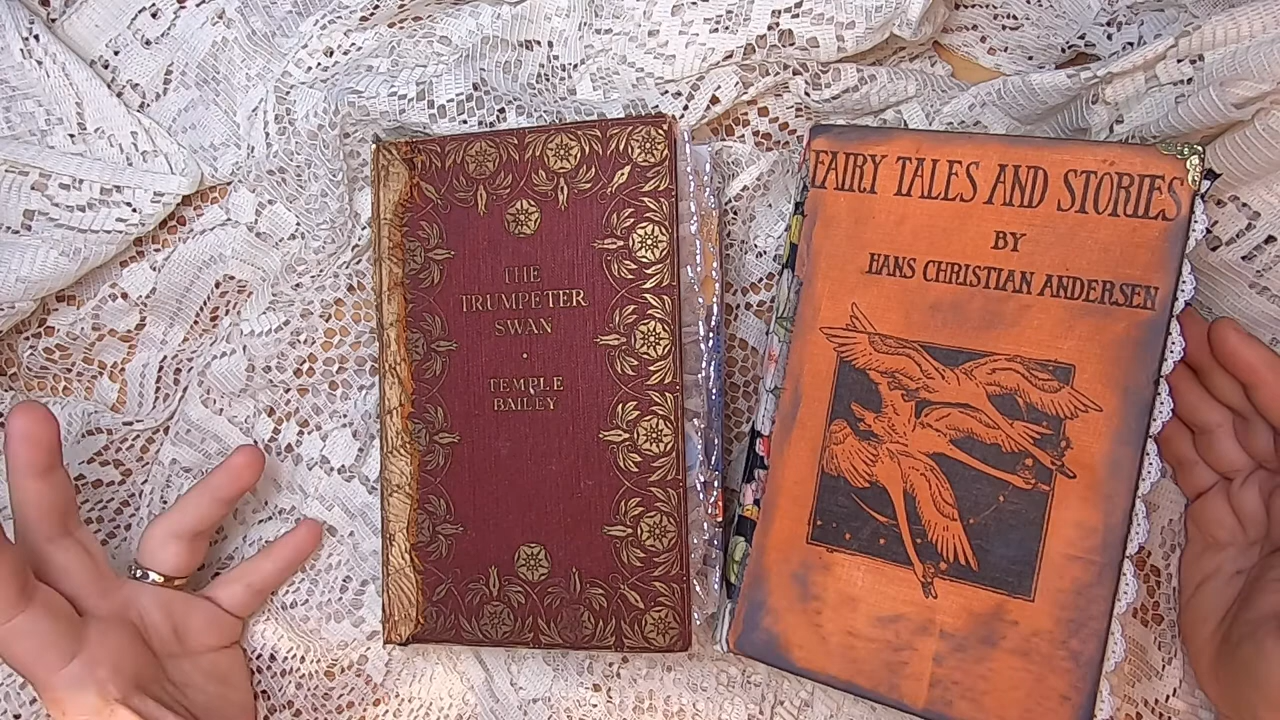 THE
TRUMPETER
SWAN
•
TEMPLE
BAILEY
FAIRY TALES AND STORIES
BY
HANS CHRISTIAN ANDERSEN